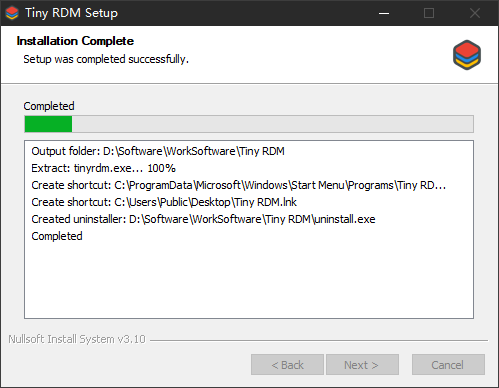 Tiny RDM Setup
Installation Complete
Setup was completed successfully.
Completed
Output folder: D:\Software\WorkSoftware\Tiny RDM
Extract: tinyrdm.exe... 100%
Create shortcut: C:\ProgramData\Microsoft\Windows\Start Menu\Programs\Tiny RD...
Create shortcut: C:\Users\Public\Desktop\Tiny RDM.lnk
Created uninstaller: D:\Software\WorkSoftware\Tiny RDM\uninstall.exe
Completed
Nullsoft Install System v3.10
< Back Next > Cancel